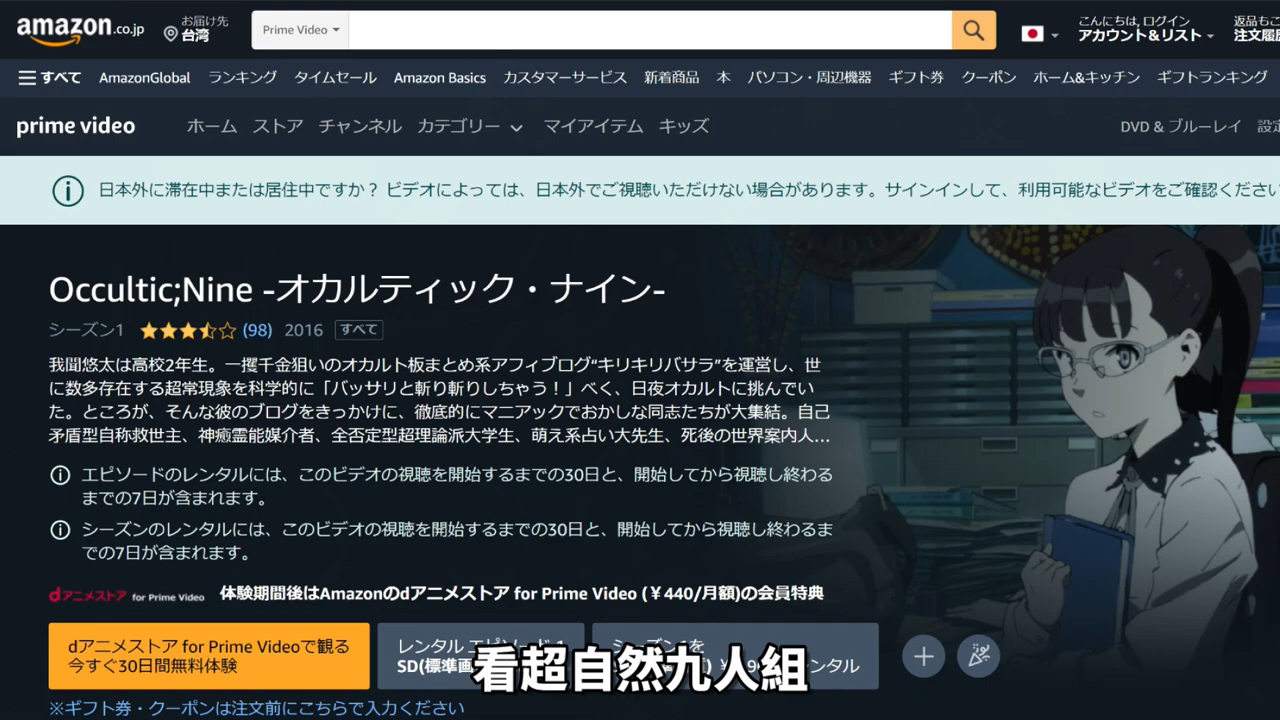 amazon.co.jp
お届け先
台湾
Prime Video
こんにちは, ログイン
アカウント&リスト
返品もこ
注文履
すべて AmazonGlobal ランキング タイムセール Amazon Basics カスタマーサービス 新着商品 本 パソコン・周辺機器 ギフト券 クーポン ホーム&キッチン ギフトランキング
prime video ホーム ストア チャンネル カテゴリー マイアイテム キッズ DVD & ブルーレイ 設定
日本外に滞在中または居住中ですか？ ビデオによっては、日本外でご視聴いただけない場合があります。サインインして、利用可能なビデオをご確認ください
Occultic;Nine -オカルティック・ナイン-
シーズン1 (98) 2016 すべて
我聞悠太は高校2年生。一攫千金狙いのオカルト板まとめ系アフィブログ“キリキリバサラ”を運営し、世
に数多存在する超常現象を科学的に「バッサリと斬り斬りしちゃう！」べく、日夜オカルトに挑んでい
た。ところが、そんな彼のブログをきっかけに、徹底的にマニアックでおかしな同志たちが大集結。自己
矛盾型自称救世主、神癒霊能媒介者、全否定型超理論派大学生、萌え系占い大先生、死後の世界案内人...
エピソードのレンタルには、このビデオの視聴を開始するまでの30日と、開始してから視聴し終わる
までの7日が含まれます。
シーズンのレンタルには、このビデオの視聴を開始するまでの30日と、開始してから視聴し終わるま
での7日が含まれます。
dアニメストア for Prime Video 体験期間後はAmazonのdアニメストア for Prime Video (￥440/月額)の会員特典
dアニメストア for Prime Videoで観る
今すぐ30日間無料体験
レンタル エピソード 1
SD(標準画
シーズン1を
ンタル
看超自然九人組
※ギフト券・クーポンは注文前にこちらで入力ください